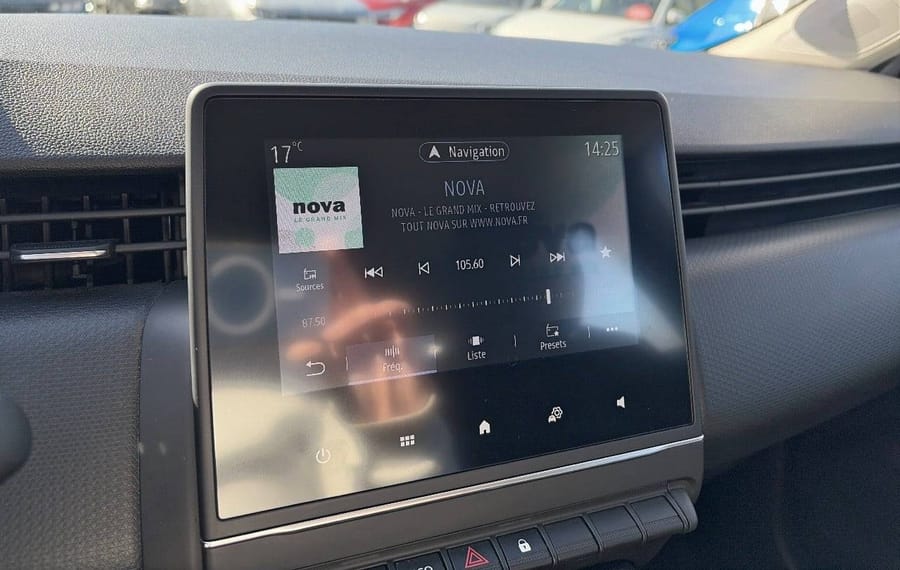 17°C
Navigation
14:25
nova
LE GRAND MIX
NOVA
NOVA - LE GRAND MIX - RETROUVEZ
TOUT NOVA SUR WWW.NOVA.FR
Sources
105.60
87.50
Fréq.
Liste
Presets